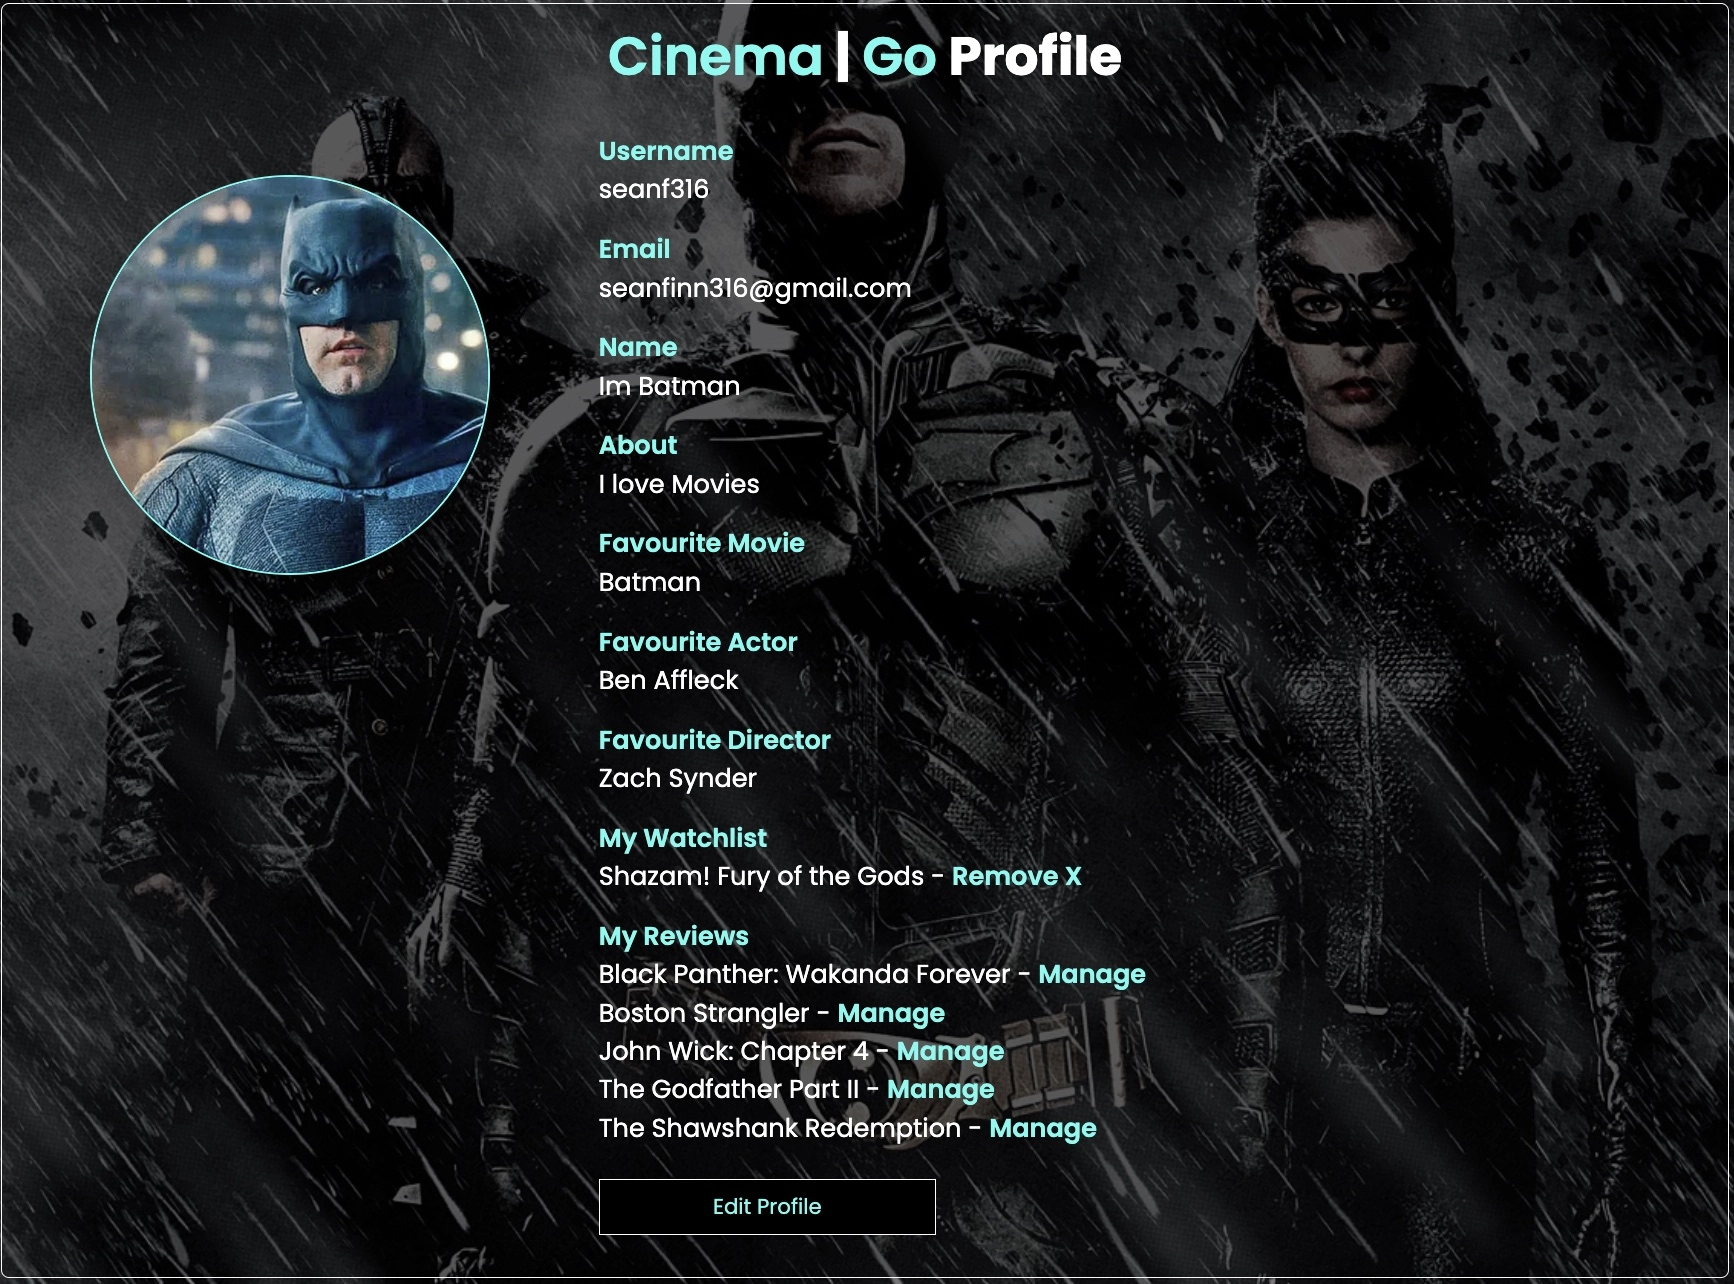 Cinema | Go Profile
Username
seanf316
Email
seanfinn316@gmail.com
Name
Im Batman
About
I love Movies
Favourite Movie
Batman
Favourite Actor
Ben Affleck
Favourite Director
Zach Synder
My Watchlist
Shazam! Fury of the Gods - Remove X
My Reviews
Black Panther: Wakanda Forever - Manage
Boston Strangler - Manage
John Wick: Chapter 4 - Manage
The Godfather Part II - Manage
The Shawshank Redemption - Manage
Edit Profile